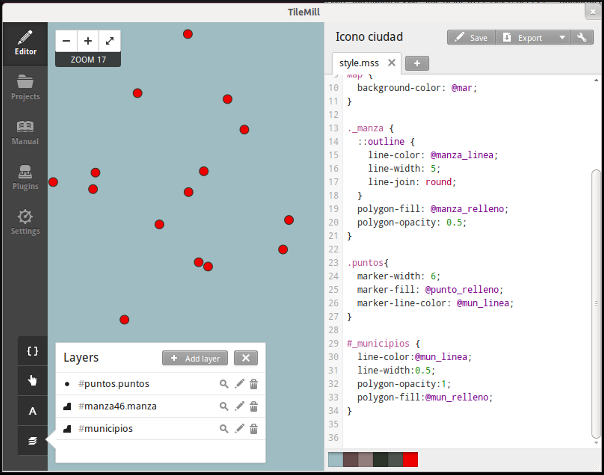 TileMill
Editor
Projects
Manual
Plugins
Settings
ZOOM 17
Layers
+ Add layer
#puntos.puntos
#manza46.manza
#municipios
{ }
A
Icono ciudad
Save
Export
style.mss
9 map {
10 background-color: @mar;
11 }
12
13 ._manza {
14 ::outline {
15 line-color: @manza_linea;
16 line-width: 5;
17 line-join: round;
18 }
19 polygon-fill: @manza_relleno;
20 polygon-opacity: 0.5;
21 }
22
23 .puntos{
24 marker-width: 6;
25 marker-fill: @punto_relleno;
26 marker-line-color: @mun_linea;
27 }
28
29 #_municipios {
30 line-color:@mun_linea;
31 line-width:0.5;
32 polygon-opacity:1;
33 polygon-fill:@mun_relleno;
34 }
35
36